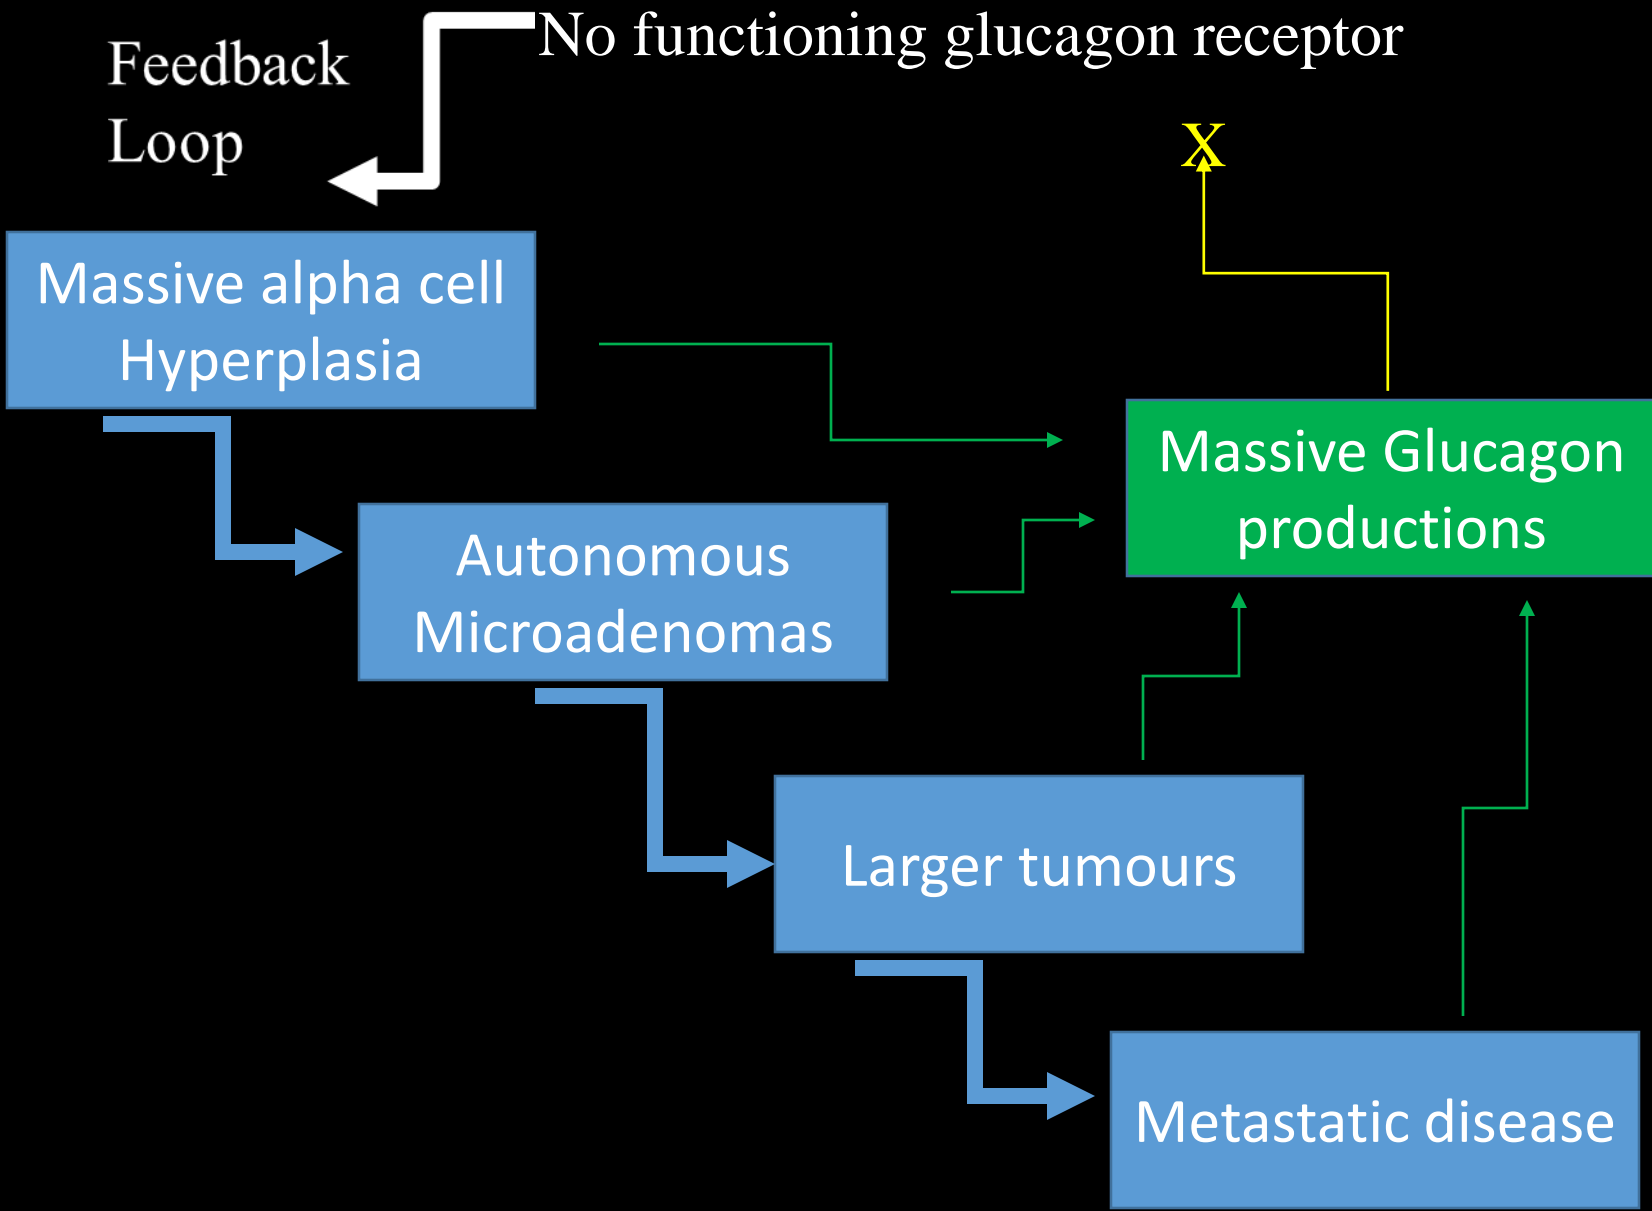 No functioning glucagon receptor
Feedback
Loop
X
Massive alpha cell
Hyperplasia
Massive Glucagon
productions
Autonomous
Microadenomas
Larger tumours
Metastatic disease